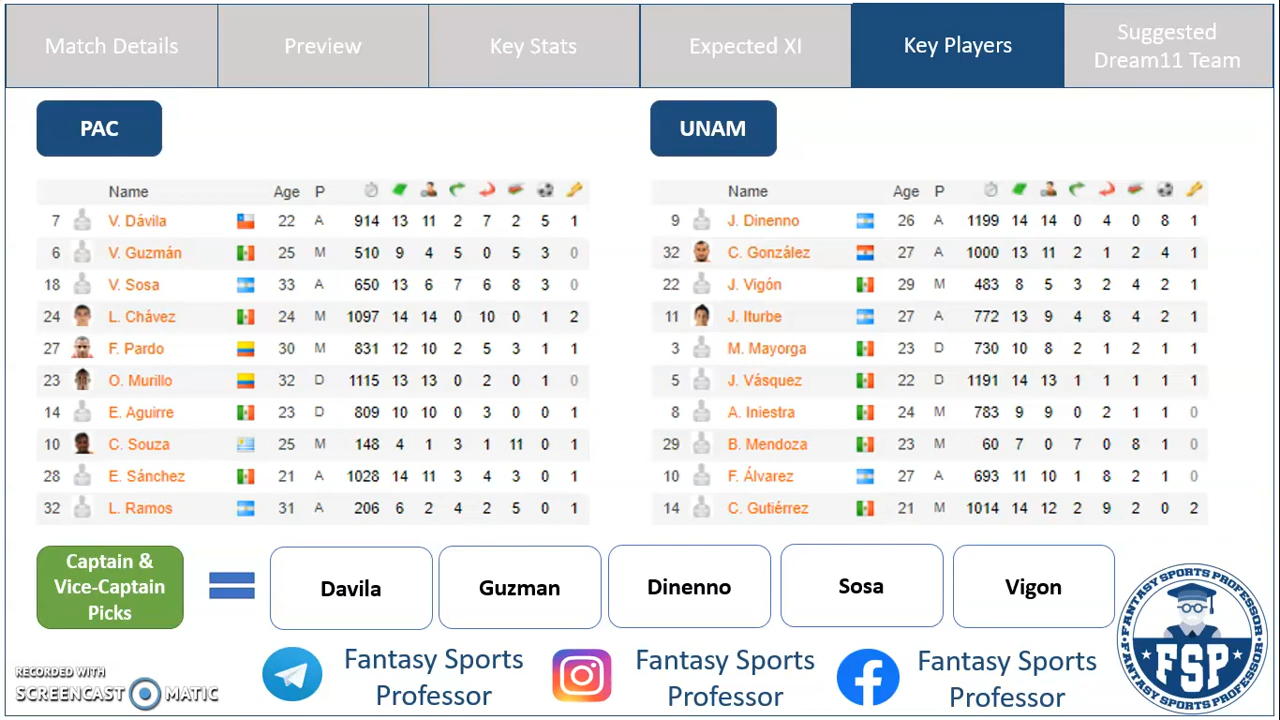 Match Details
Preview
Key Stats
Expected XI
Key Players
Suggested
Dream11 Team
PAC
Name Age P
7 V. Dávila 22 A 914 13 11 2 7 2 5 1
6 V. Guzmán 25 M 510 9 4 5 0 5 3 0
18 V. Sosa 33 A 650 13 6 7 6 8 3 0
24 L. Chávez 24 M 1097 14 14 0 10 0 1 2
27 F. Pardo 30 M 831 12 10 2 5 3 1 1
23 O. Murillo 32 D 1115 13 13 0 2 0 1 0
14 E. Aguirre 23 D 809 10 10 0 3 0 0 1
10 C. Souza 25 M 148 4 1 3 1 11 0 1
28 E. Sánchez 21 A 1028 14 11 3 4 3 0 1
32 L. Ramos 31 A 206 6 2 4 2 5 0 1
UNAM
Name Age P
9 J. Dinenno 26 A 1199 14 14 0 4 0 8 1
32 C. González 27 A 1000 13 11 2 1 2 4 1
22 J. Vigón 29 M 483 8 5 3 2 4 2 1
11 J. Iturbe 27 A 772 13 9 4 8 4 2 1
3 M. Mayorga 23 D 730 10 8 2 1 2 1 1
5 J. Vásquez 22 D 1191 14 13 1 1 1 1 1
8 A. Iniestra 24 M 783 9 9 0 2 1 1 0
29 B. Mendoza 23 M 60 7 0 7 0 8 1 0
10 F. Álvarez 27 A 693 11 10 1 8 2 1 0
14 C. Gutiérrez 21 M 1014 14 12 2 9 2 0 2
Captain &
Vice-Captain
Picks
Davila
Guzman
Dinenno
Sosa
Vigon
RECORDED WITH
SCREENCAST MATIC
Fantasy Sports
Professor
Fantasy Sports
Professor
Fantasy Sports
Professor
FANTASY SPORTS PROFESSOR
FANTASY SPORTS PROFESSOR
FSP